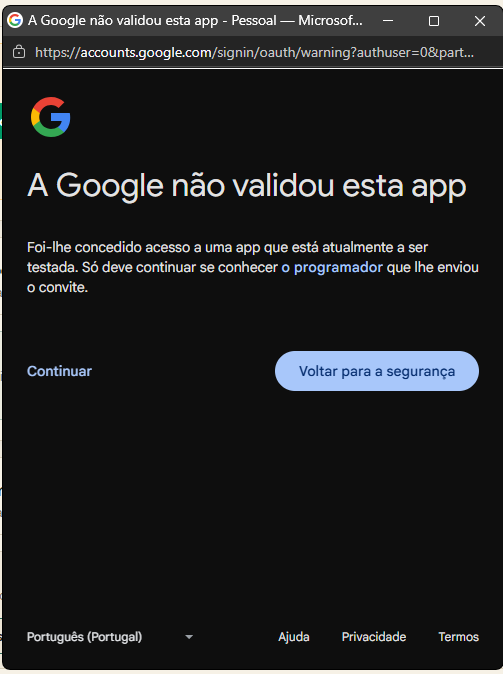 A Google não validou esta app - Pessoal — Microsof...
https://accounts.google.com/signin/oauth/warning?authuser=0&part...
A Google não validou esta app
Foi-lhe concedido acesso a uma app que está atualmente a ser
testada. Só deve continuar se conhecer o programador que lhe enviou
o convite.
Continuar
Voltar para a segurança
Português (Portugal)
Ajuda
Privacidade
Termos